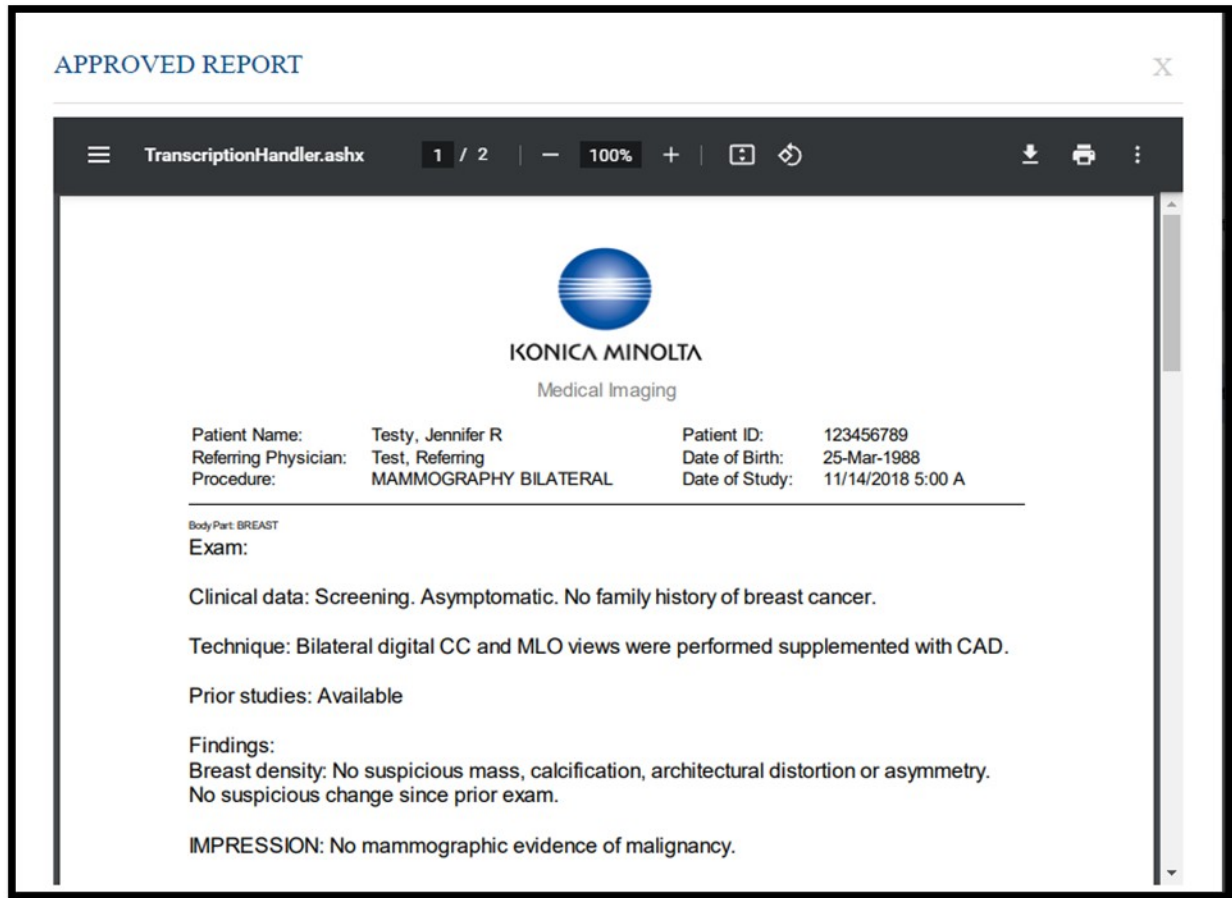 APPROVED REPORT X
TranscriptionHandler.ashx 1 / 2 100%
KONICA MINOLTA
Medical Imaging
Patient Name: Testy, Jennifer R Patient ID: 123456789
Referring Physician: Test, Referring Date of Birth: 25-Mar-1988
Procedure: MAMMOGRAPHY BILATERAL Date of Study: 11/14/2018 5:00 A
Body Part: BREAST
Exam:
Clinical data: Screening. Asymptomatic. No family history of breast cancer.
Technique: Bilateral digital CC and MLO views were performed supplemented with CAD.
Prior studies: Available
Findings:
Breast density: No suspicious mass, calcification, architectural distortion or asymmetry.
No suspicious change since prior exam.
IMPRESSION: No mammographic evidence of malignancy.